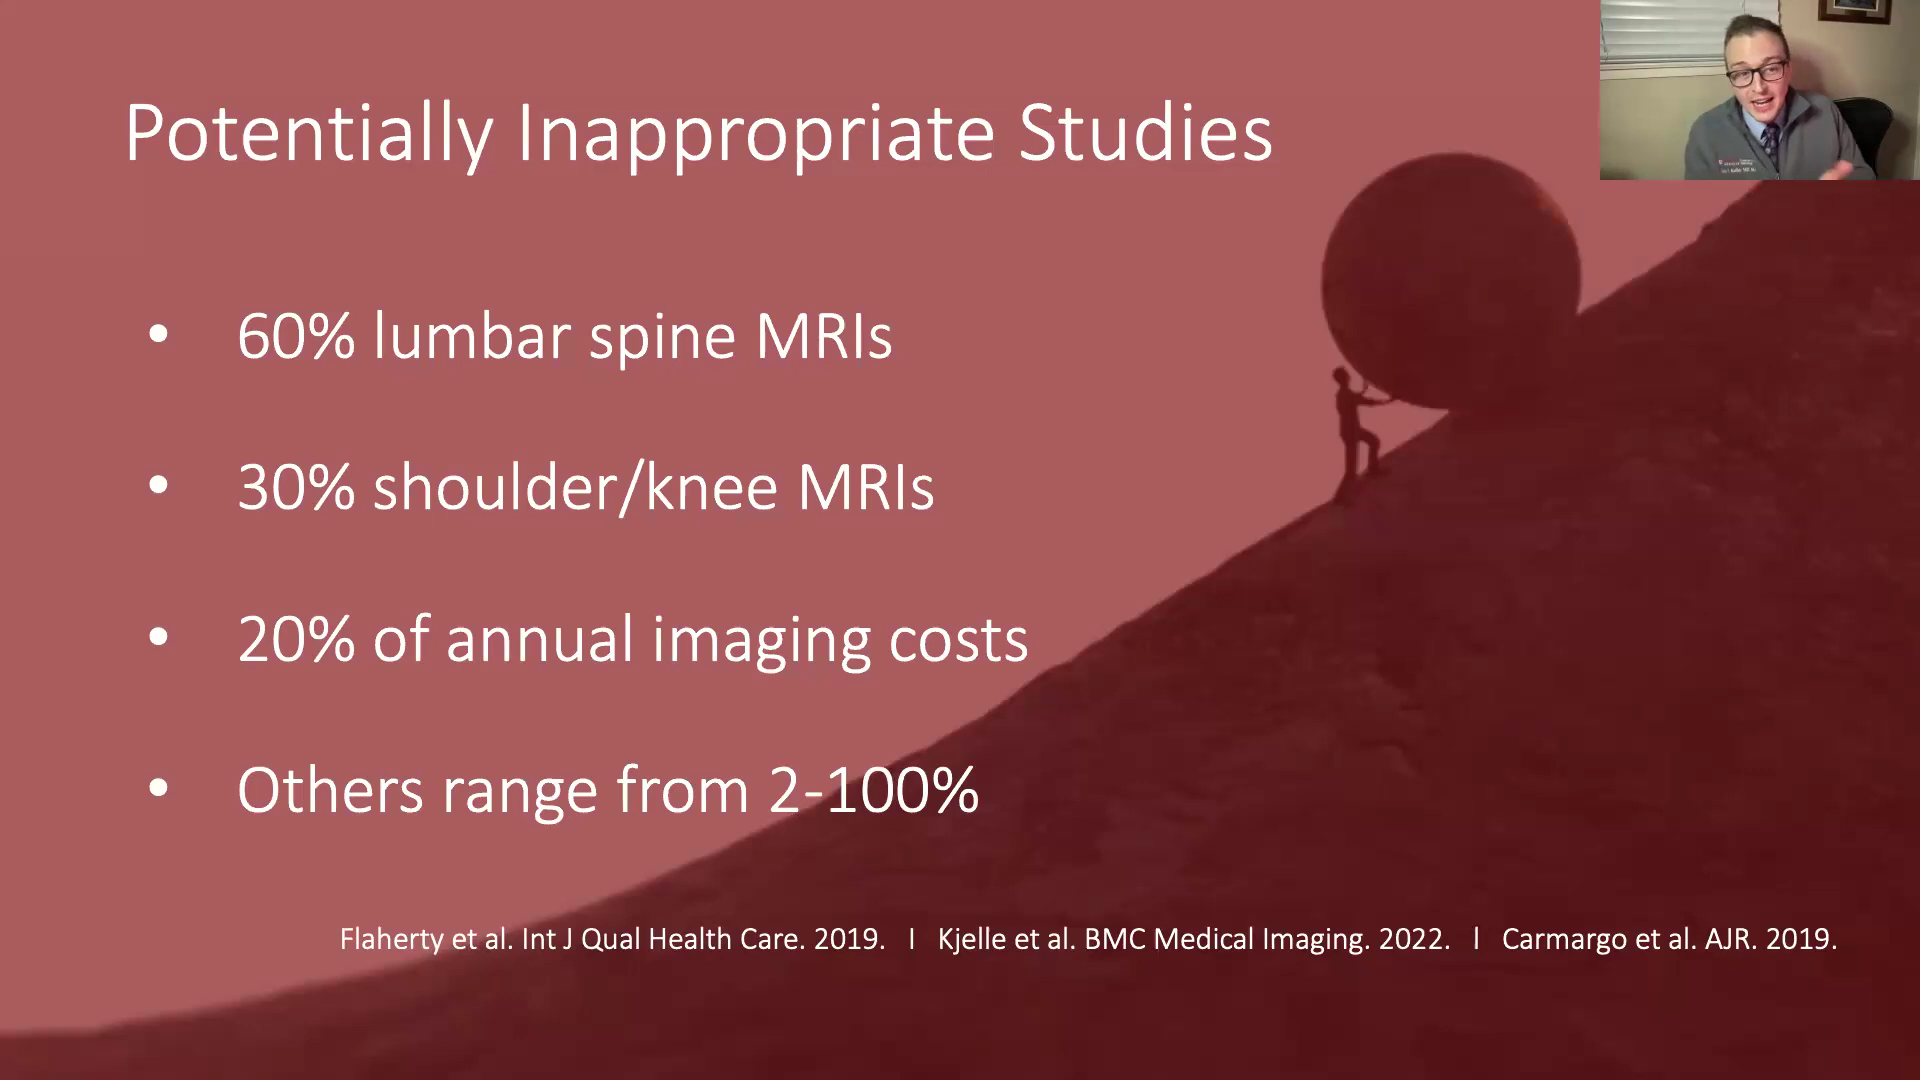 Potentially Inappropriate Studies
• 60% lumbar spine MRIs
• 30% shoulder/knee MRIs
• 20% of annual imaging costs
• Others range from 2-100%
Flaherty et al. Int J Qual Health Care. 2019. I Kjelle et al. BMC Medical Imaging. 2022. l Carmargo et al. AJR. 2019.